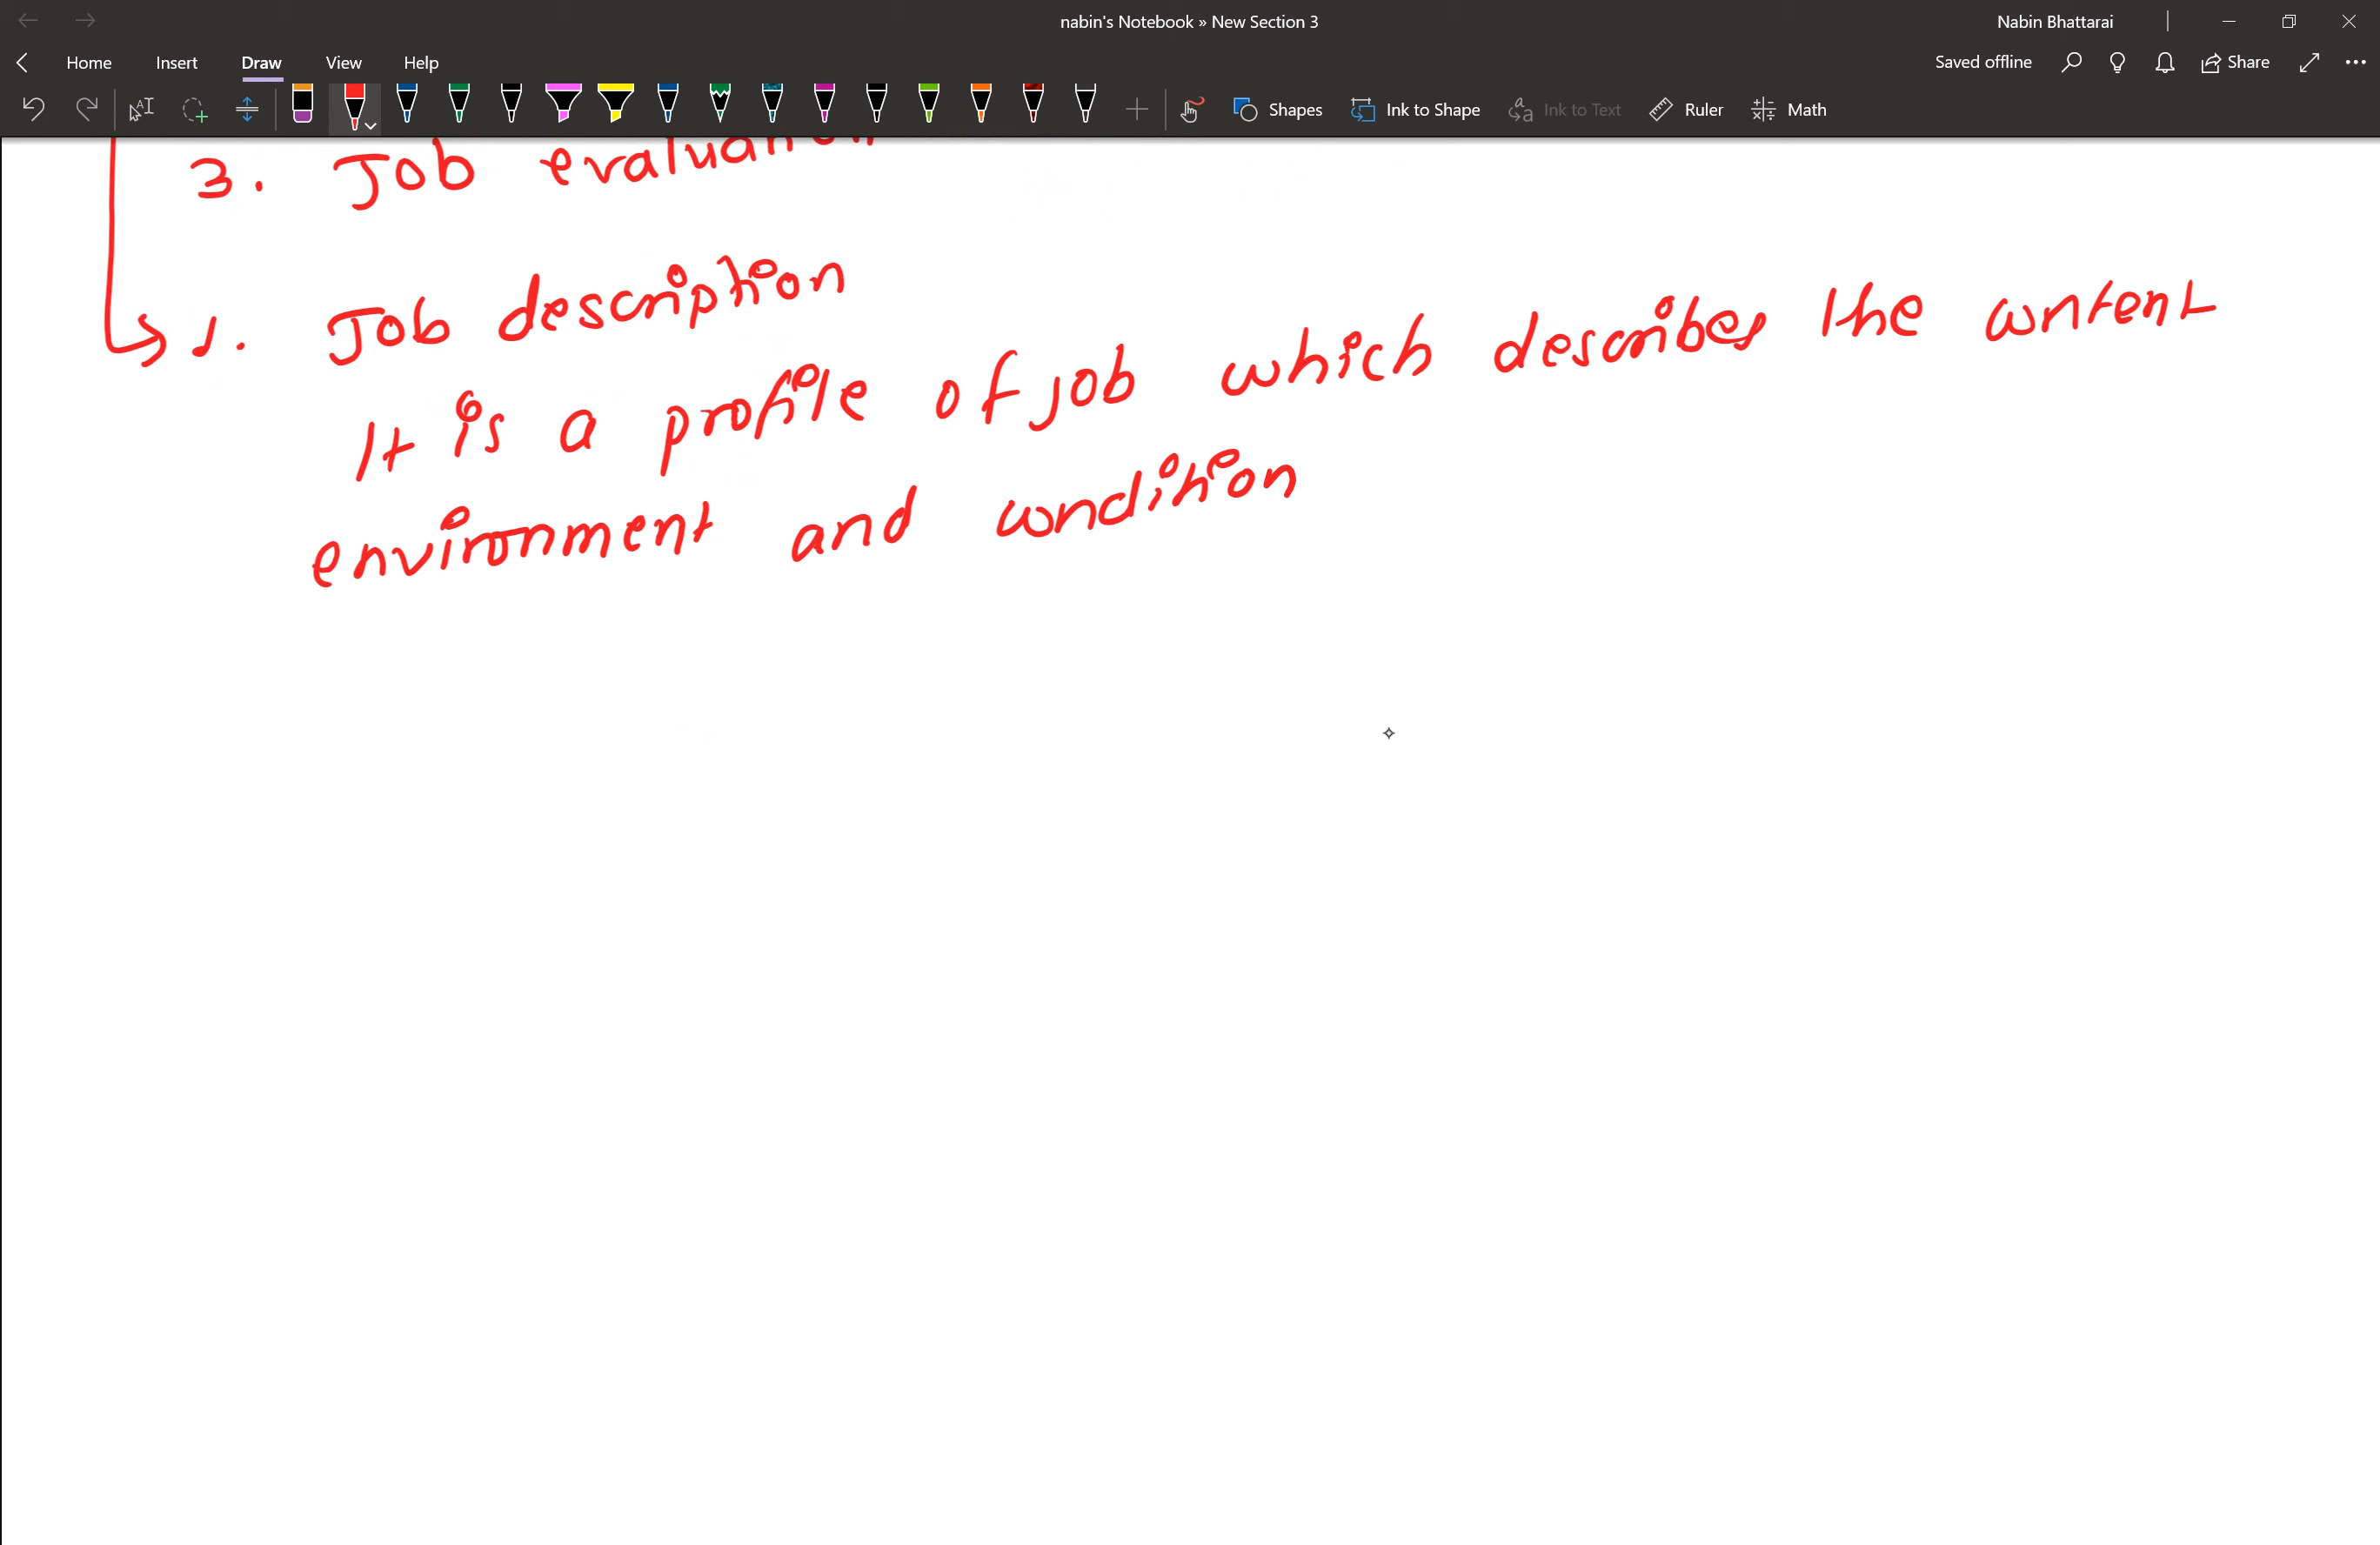 nabin's Notebook » New Section 3
Nabin Bhattarai
Home Insert Draw View Help
Saved offline
Share
Shapes Ink to Shape Ink to Text Ruler Math
3. Job evaluation
1. Job description
It is a profile of job which describes the content
environment and condition